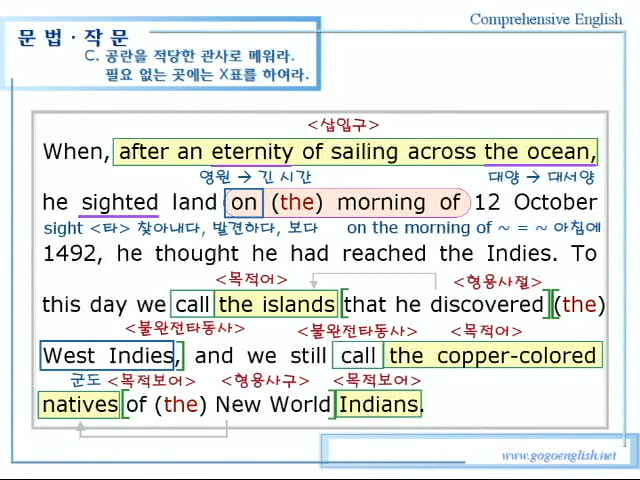 Comprehensive English
문 법 · 작 문
C. 공란을 적당한 관사로 메워라.
필요 없는 곳에는 X표를 하여라.
<삽입구>
When, after an eternity of sailing across the ocean,
영원 → 긴 시간 대양 → 대서양
he sighted land on (the) morning of 12 October
sight <타> 찾아내다, 발견하다, 보다 on the morning of ~ = ~ 아침에
1492, he thought he had reached the Indies. To
<목적어> <형용사절>
this day we call the islands [that he discovered] (the)
<불완전타동사> <불완전타동사> <목적어>
West Indies, and we still call the copper-colored
군도 <목적보어> <형용사구> <목적보어>
natives [of (the) New World] Indians.
www.gogoenglish.net